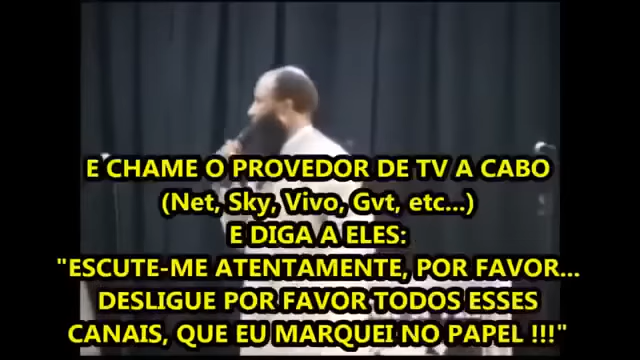 E CHAME O PROVEDOR DE TV A CABO
(Net, Sky, Vivo, Gvt, etc...)
E DIGA A ELES:
"ESCUTE-ME ATENTAMENTE, POR FAVOR...
DESLIGUE POR FAVOR TODOS ESSES
CANAIS, QUE EU MARQUEI NO PAPEL !!!"